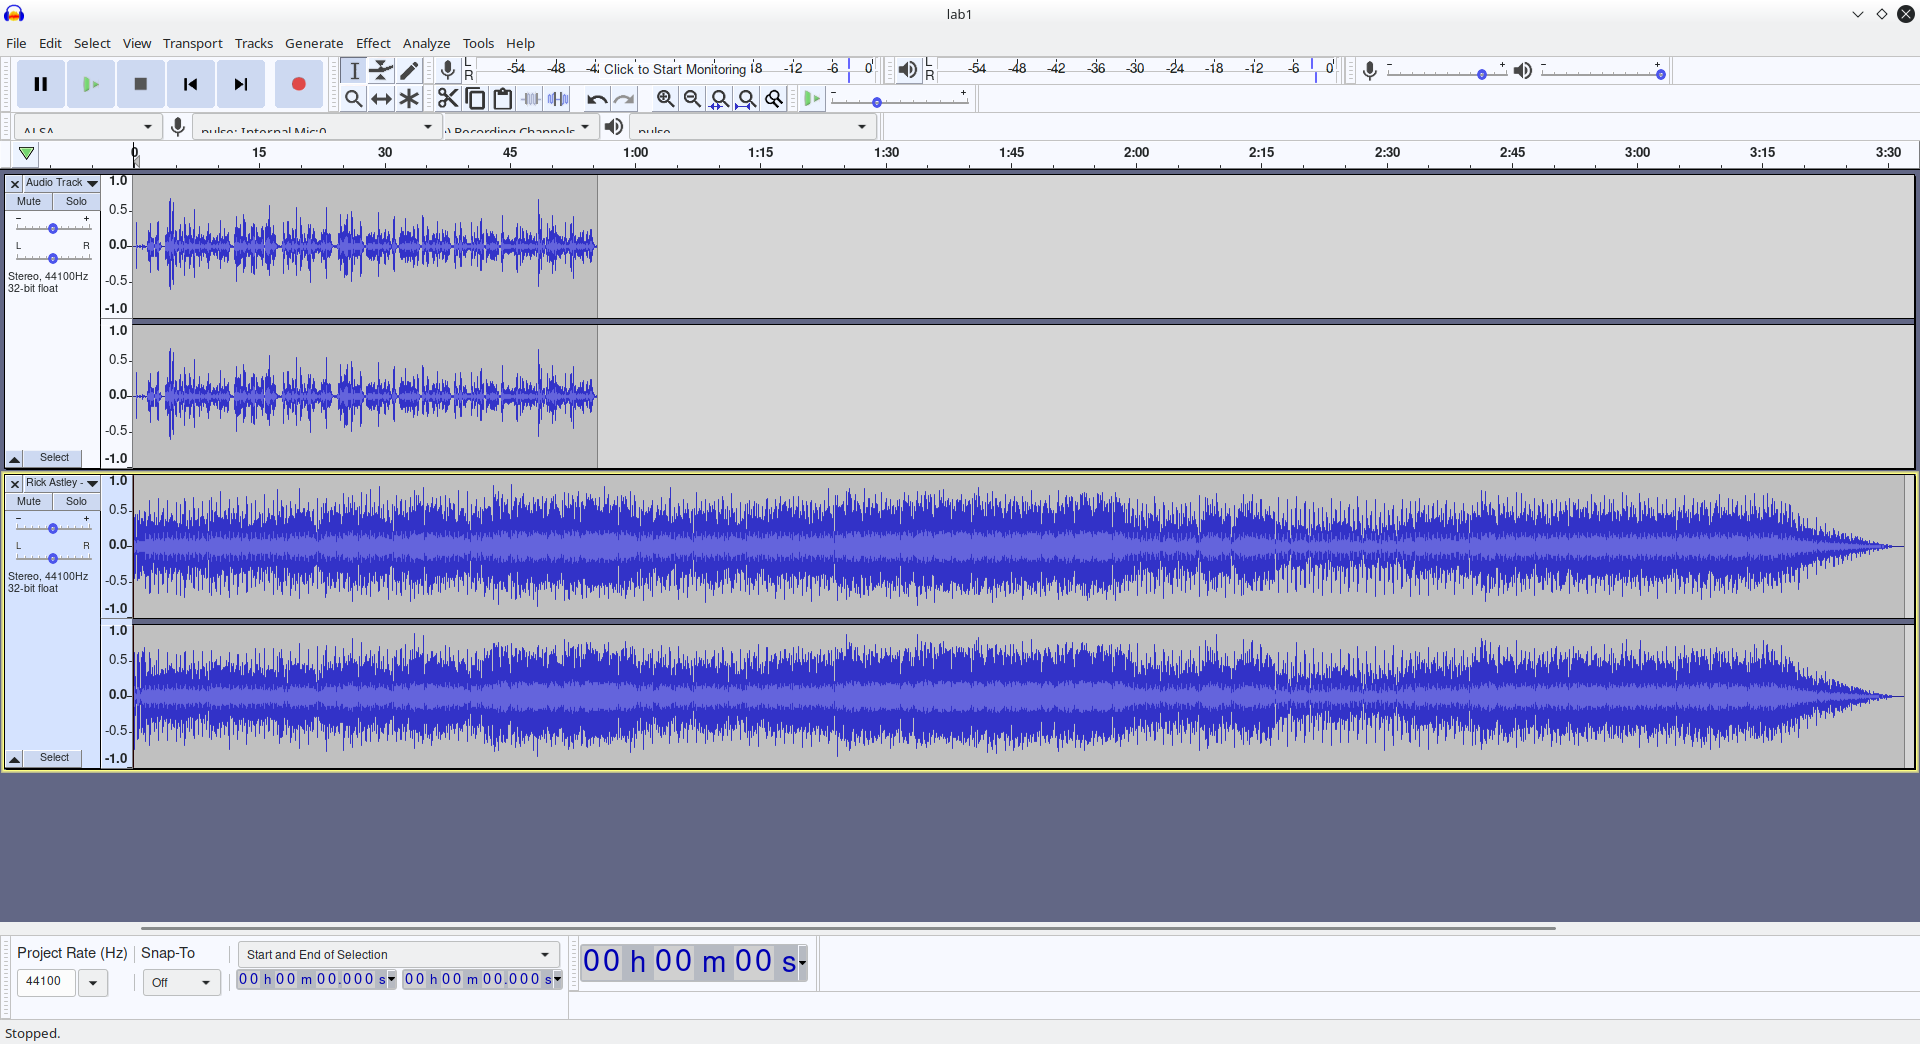 lab1
File Edit Select View Transport Tracks Generate Effect Analyze Tools Help
L
R
-54 -48 -4 Click to Start Monitoring 18 -12 -6 0
L
R
-54 -48 -42 -36 -30 -24 -18 -12 -6 0
ALSA
pulse: Internal Mic:0
) Recording Channels
pulse
0 15 30 45 1:00 1:15 1:30 1:45 2:00 2:15 2:30 2:45 3:00 3:15 3:30
Audio Track
Mute Solo
- +
L R
Stereo, 44100Hz
32-bit float
Select
1.0
0.5
0.0
-0.5
-1.0
1.0
0.5
0.0
-0.5
-1.0
Rick Astley -
Mute Solo
- +
L R
Stereo, 44100Hz
32-bit float
Select
1.0
0.5
0.0
-0.5
-1.0
1.0
0.5
0.0
-0.5
-1.0
Project Rate (Hz)
44100
Snap-To
Off
Start and End of Selection
00 h 00 m 00.000 s
00 h 00 m 00.000 s
00 h 00 m 00 s
Stopped.